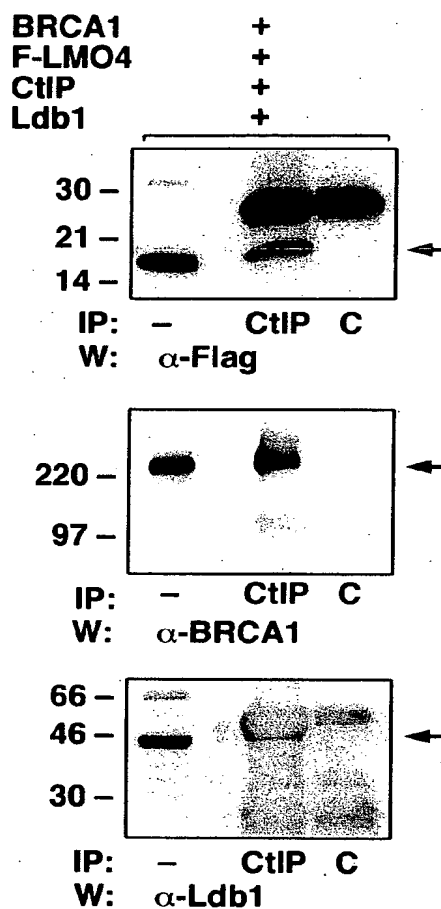 BRCA1 +
F-LMO4 +
CtIP +
Ldb1 +
30 –
21 –
14 –
IP: – CtIP C
W: α-Flag
220 –
97 –
IP: – CtIP C
W: α-BRCA1
66 –
46 –
30 –
IP: – CtIP C
W: α-Ldb1